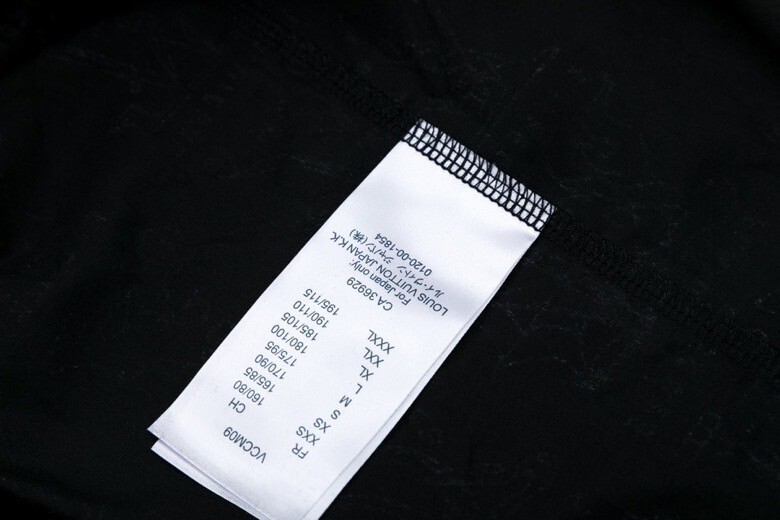 VCCM09
FR CH
XXS 160/80
XS 165/85
S 170/90
M 175/95
L 180/100
XL 185/105
XXL 190/110
XXXL 195/115
CA 36929
For Japan only:
LOUIS VUITTON JAPAN K.K.
ルイ・ヴィトン ジャパン(株)
0120-00-1854